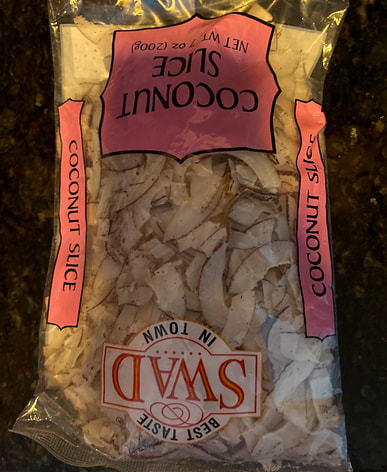 COCONUT
SLICE
NET WT. 7 oz (200g)
COCONUT SLICE
COCONUT SLICE
BEST TASTE
SWAD
IN TOWN